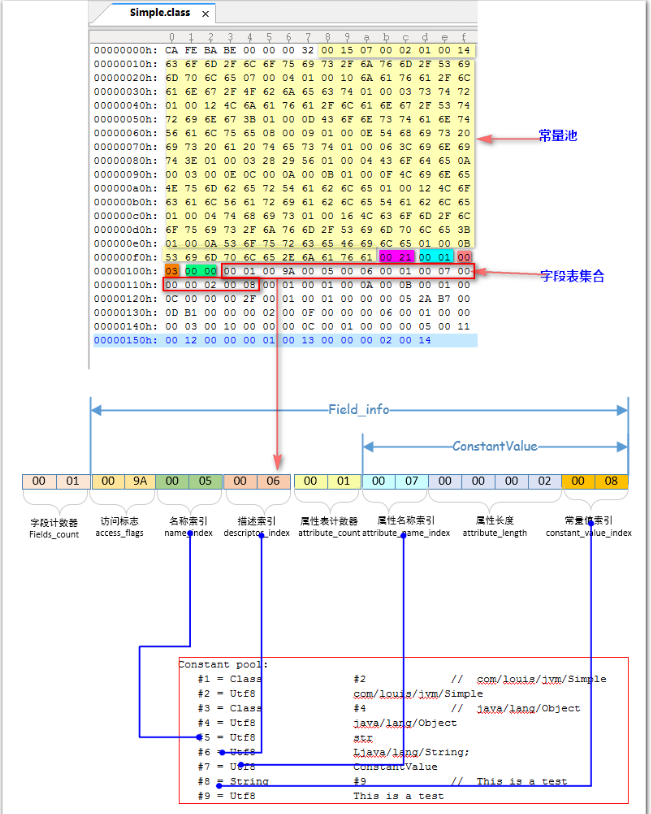 Simple.class ×
0 1 2 3 4 5 6 7 8 9 a b c d e f
00000000h: CA FE BA BE 00 00 00 32 00 15 07 00 02 01 00 14
00000010h: 63 6F 6D 2F 6C 6F 75 69 73 2F 6A 76 6D 2F 53 69
00000020h: 6D 70 6C 65 07 00 04 01 00 10 6A 61 76 61 2F 6C
00000030h: 61 6E 67 2F 4F 62 6A 65 63 74 01 00 03 73 74 72
00000040h: 01 00 12 4C 6A 61 76 61 2F 6C 61 6E 67 2F 53 74
00000050h: 72 69 6E 67 3B 01 00 0D 43 6F 6E 73 74 61 6E 74
00000060h: 56 61 6C 75 65 08 00 09 01 00 0E 54 68 69 73 20
00000070h: 69 73 20 61 20 74 65 73 74 01 00 06 3C 69 6E 69
00000080h: 74 3E 01 00 03 28 29 56 01 00 04 43 6F 64 65 0A
00000090h: 00 03 00 0E 0C 00 0A 00 0B 01 00 0F 4C 69 6E 65
000000a0h: 4E 75 6D 62 65 72 54 61 62 6C 65 01 00 12 4C 6F
000000b0h: 63 61 6C 56 61 72 69 61 62 6C 65 54 61 62 6C 65
000000c0h: 01 00 04 74 68 69 73 01 00 16 4C 63 6F 6D 2F 6C
000000d0h: 6F 75 69 73 2F 6A 76 6D 2F 53 69 6D 70 6C 65 3B
000000e0h: 01 00 0A 53 6F 75 72 63 65 46 69 6C 65 01 00 0B
000000f0h: 53 69 6D 70 6C 65 2E 6A 61 76 61 00 21 00 01 00
00000100h: 03 00 00 00 01 00 9A 00 05 00 06 00 01 00 07 00
00000110h: 00 00 02 00 08 00 01 00 01 00 0A 00 0B 00 01 00
00000120h: 0C 00 00 00 2F 00 01 00 01 00 00 00 05 2A B7 00
00000130h: 0D B1 00 00 00 02 00 0F 00 00 00 06 00 01 00 00
00000140h: 00 03 00 10 00 00 00 0C 00 01 00 00 00 05 00 11
00000150h: 00 12 00 00 00 01 00 13 00 00 00 02 00 14
常量池
字段表集合
Field_info
ConstantValue
00 01 00 9A 00 05 00 06 00 01 00 07 00 00 00 02 00 08
字段计数器 访问标志 名称索引 描述索引 属性表计数器 属性名称索引 属性长度 常量值索引
Fields_count access_flags name_index descriptor_index attribute_count attribute_name_index attribute_length constant_value_index
Constant pool:
#1 = Class #2 // com/louis/jvm/Simple
#2 = Utf8 com/louis/jvm/Simple
#3 = Class #4 // java/lang/Object
#4 = Utf8 java/lang/Object
#5 = Utf8 str
#6 = Utf8 Ljava/lang/String;
#7 = Utf8 ConstantValue
#8 = String #9 // This is a test
#9 = Utf8 This is a test